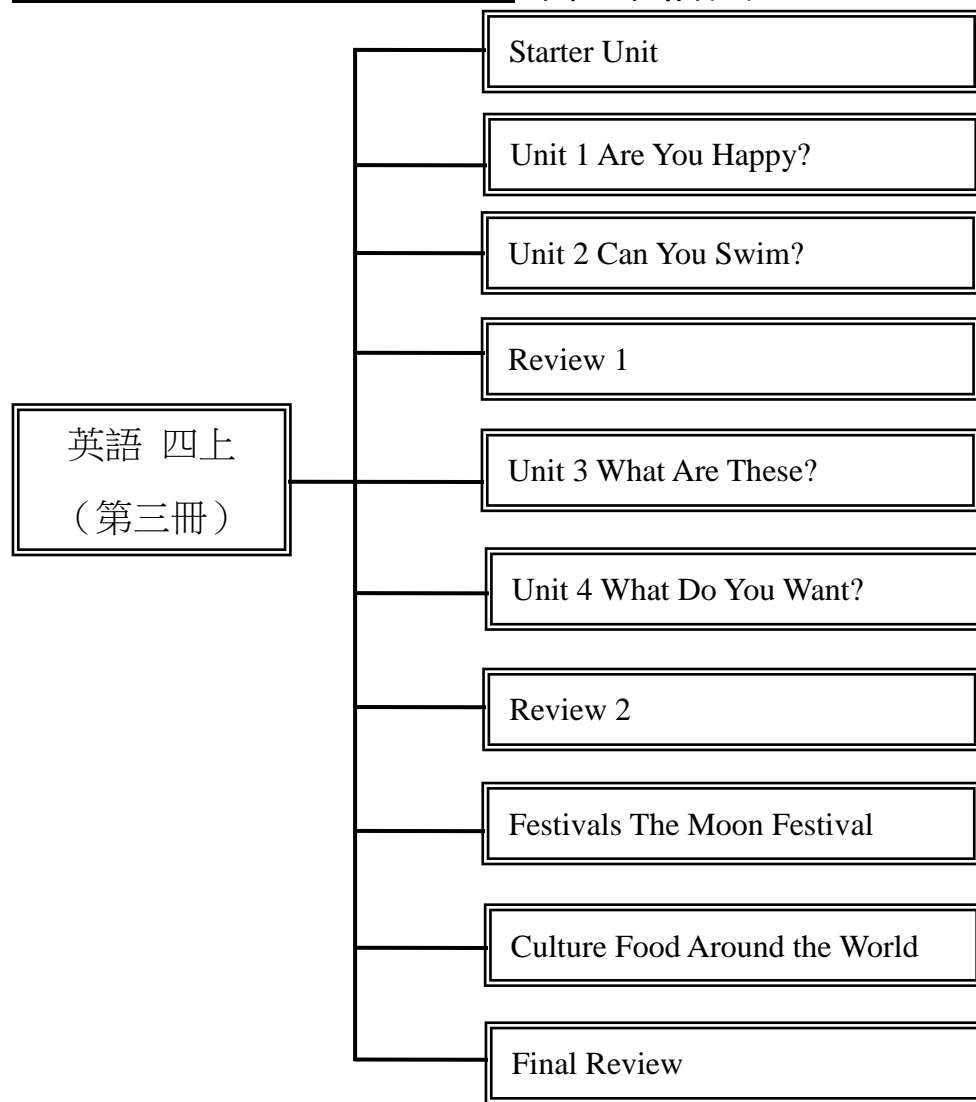 Starter Unit
Unit 1 Are You Happy?
Unit 2 Can You Swim?
Review 1
英語 四上
（第三冊）
Unit 3 What Are These?
Unit 4 What Do You Want?
Review 2
Festivals The Moon Festival
Culture Food Around the World
Final Review